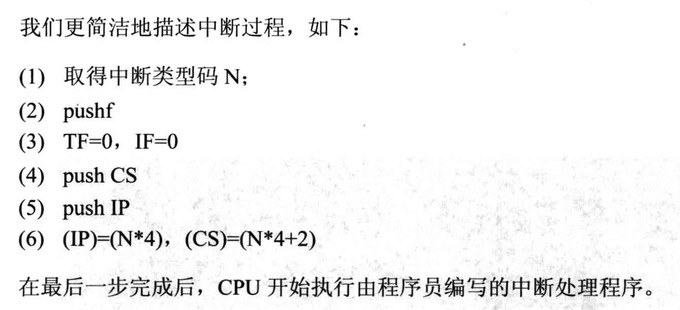 我们更简洁地描述中断过程，如下：
(1) 取得中断类型码 N；
(2) pushf
(3) TF=0，IF=0
(4) push CS
(5) push IP
(6) (IP)=(N*4)，(CS)=(N*4+2)
在最后一步完成后，CPU 开始执行由程序员编写的中断处理程序。